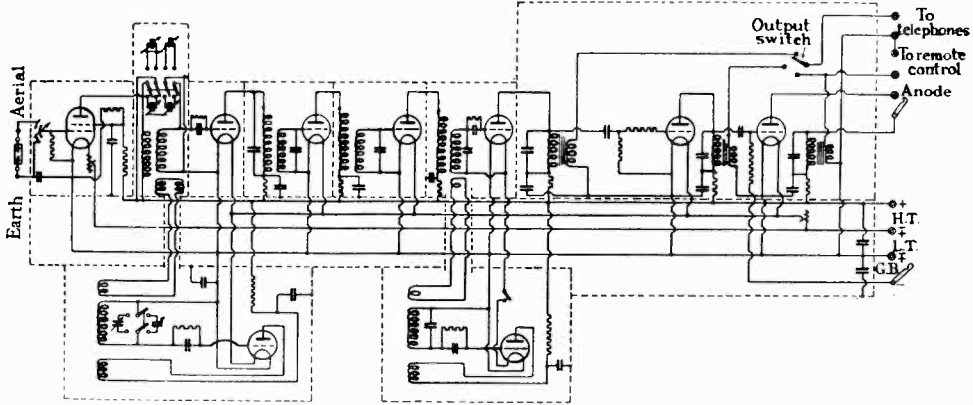 Aerial
Earth
Output
switch
To
telephones
To remote
control
Anode
+
H.T.
-
L.T.
+
G.B.